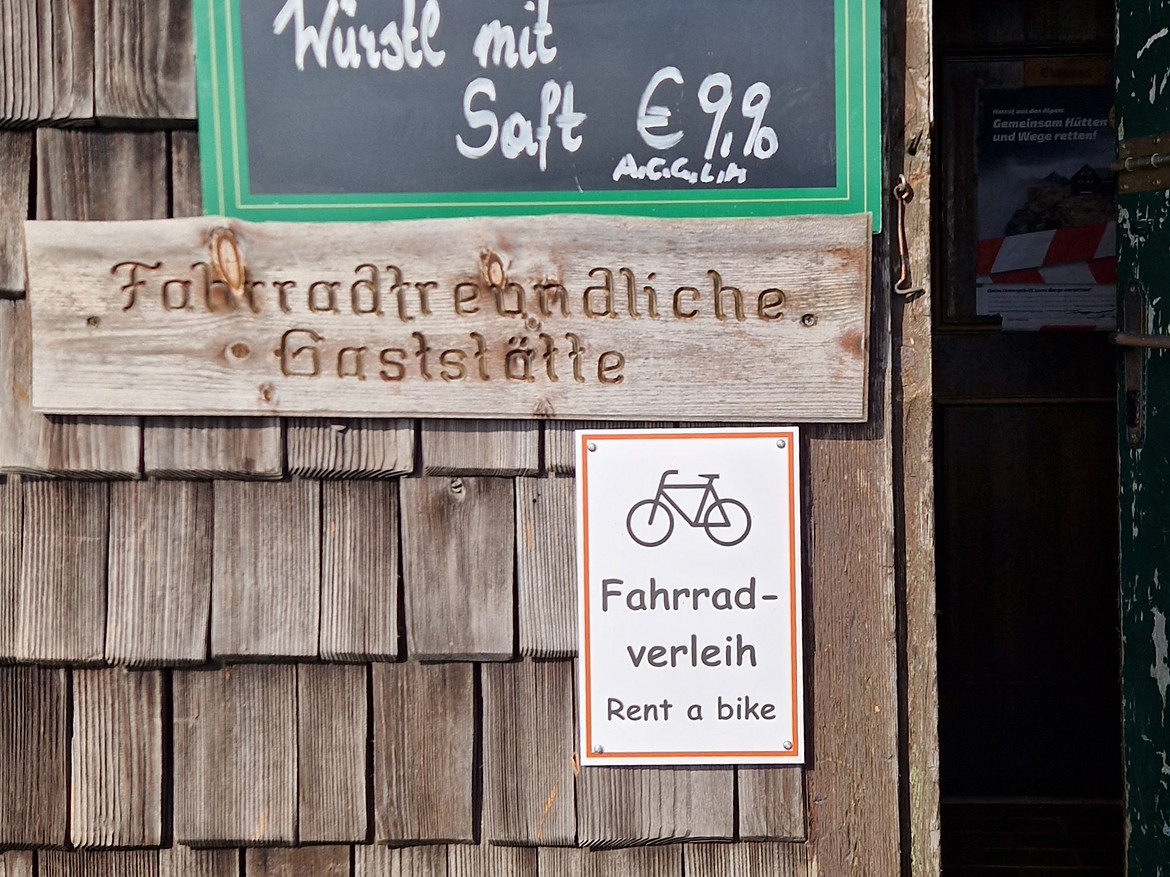 Würstl mit
Saft €9,90
Fahrradfreundliche
Gaststätte
Fahrrad-
verleih
Rent a bike
Gemeinsam Hütten
und Wege retten!